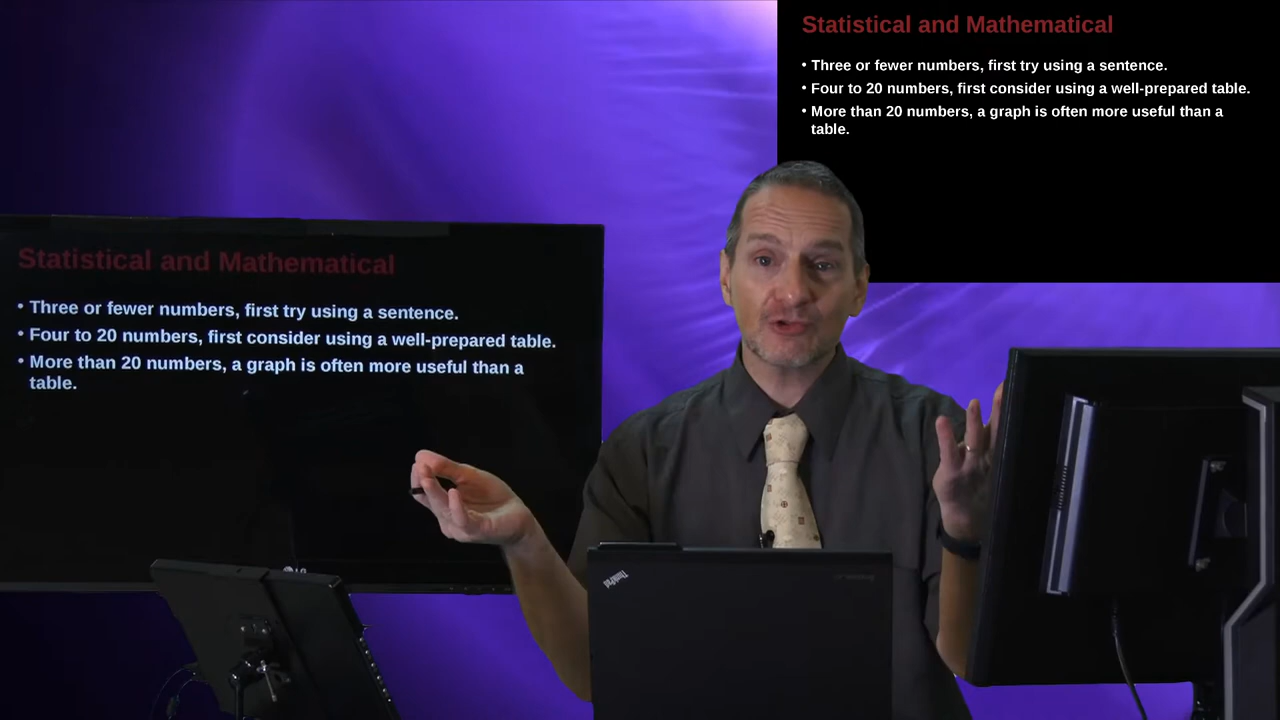 Statistical and Mathematical
• Three or fewer numbers, first try using a sentence.
• Four to 20 numbers, first consider using a well-prepared table.
• More than 20 numbers, a graph is often more useful than a
table.
Statistical and Mathematical
• Three or fewer numbers, first try using a sentence.
• Four to 20 numbers, first consider using a well-prepared table.
• More than 20 numbers, a graph is often more useful than a
table.
LG
ThinkPad